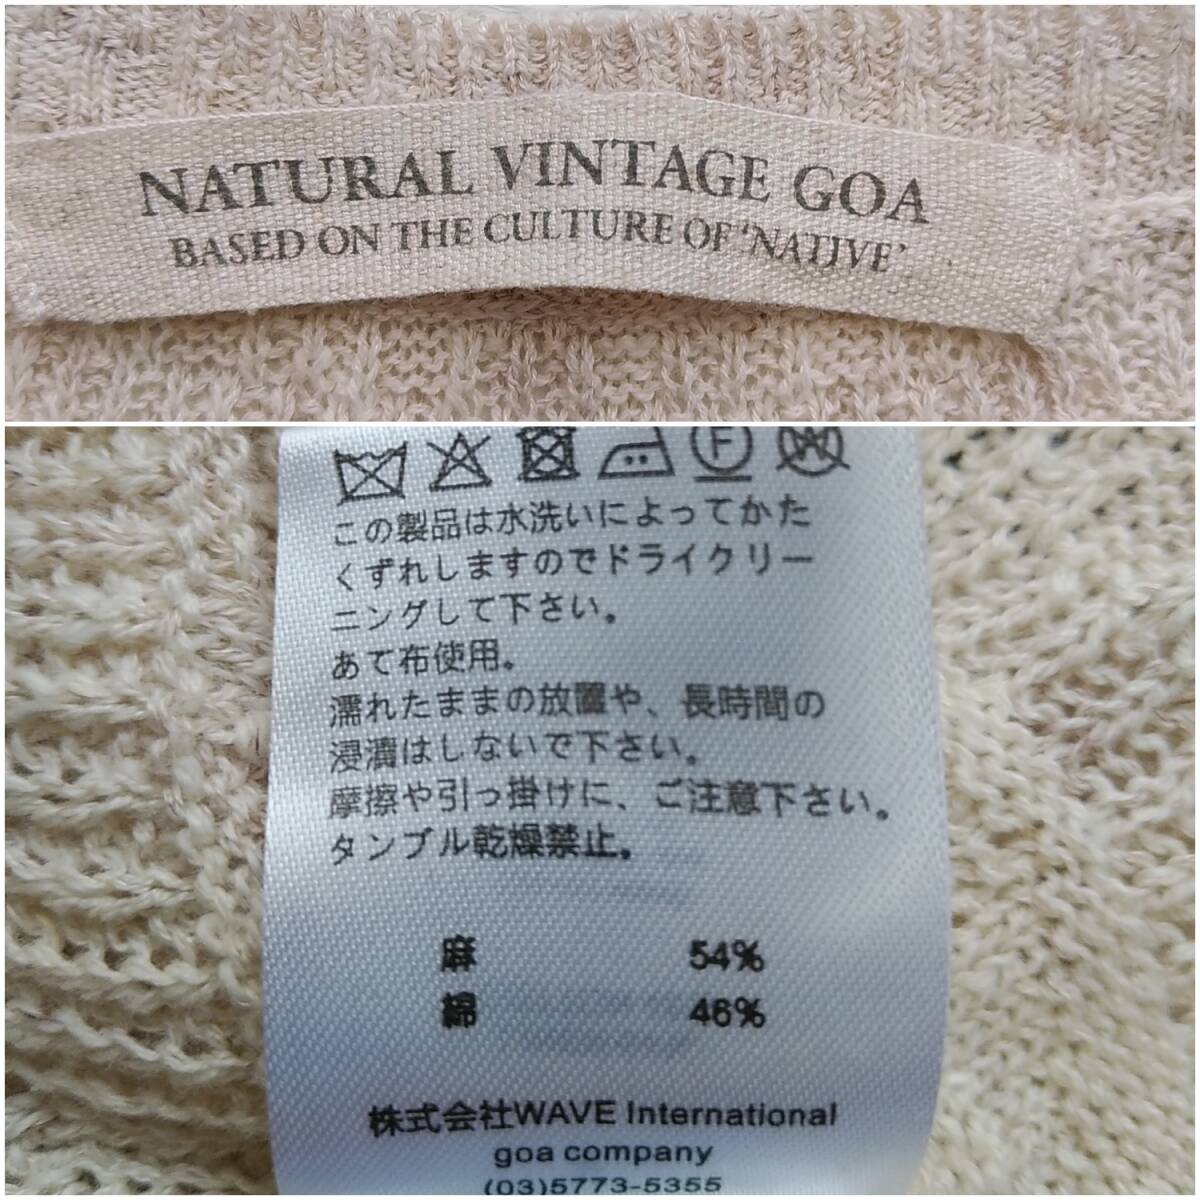 NATURAL VINTAGE GOA
BASED ON THE CULTURE OF 'NATIVE'
F
この製品は水洗いによってかた
くずれしますのでドライクリー
ニングして下さい。
あて布使用。
濡れたままの放置や、長時間の
浸漬はしないで下さい。
摩擦や引っ掛けに、ご注意下さい。
タンブル乾燥禁止。
麻 54%
綿 46%
株式会社WAVE International
goa company
(03)5773-5355